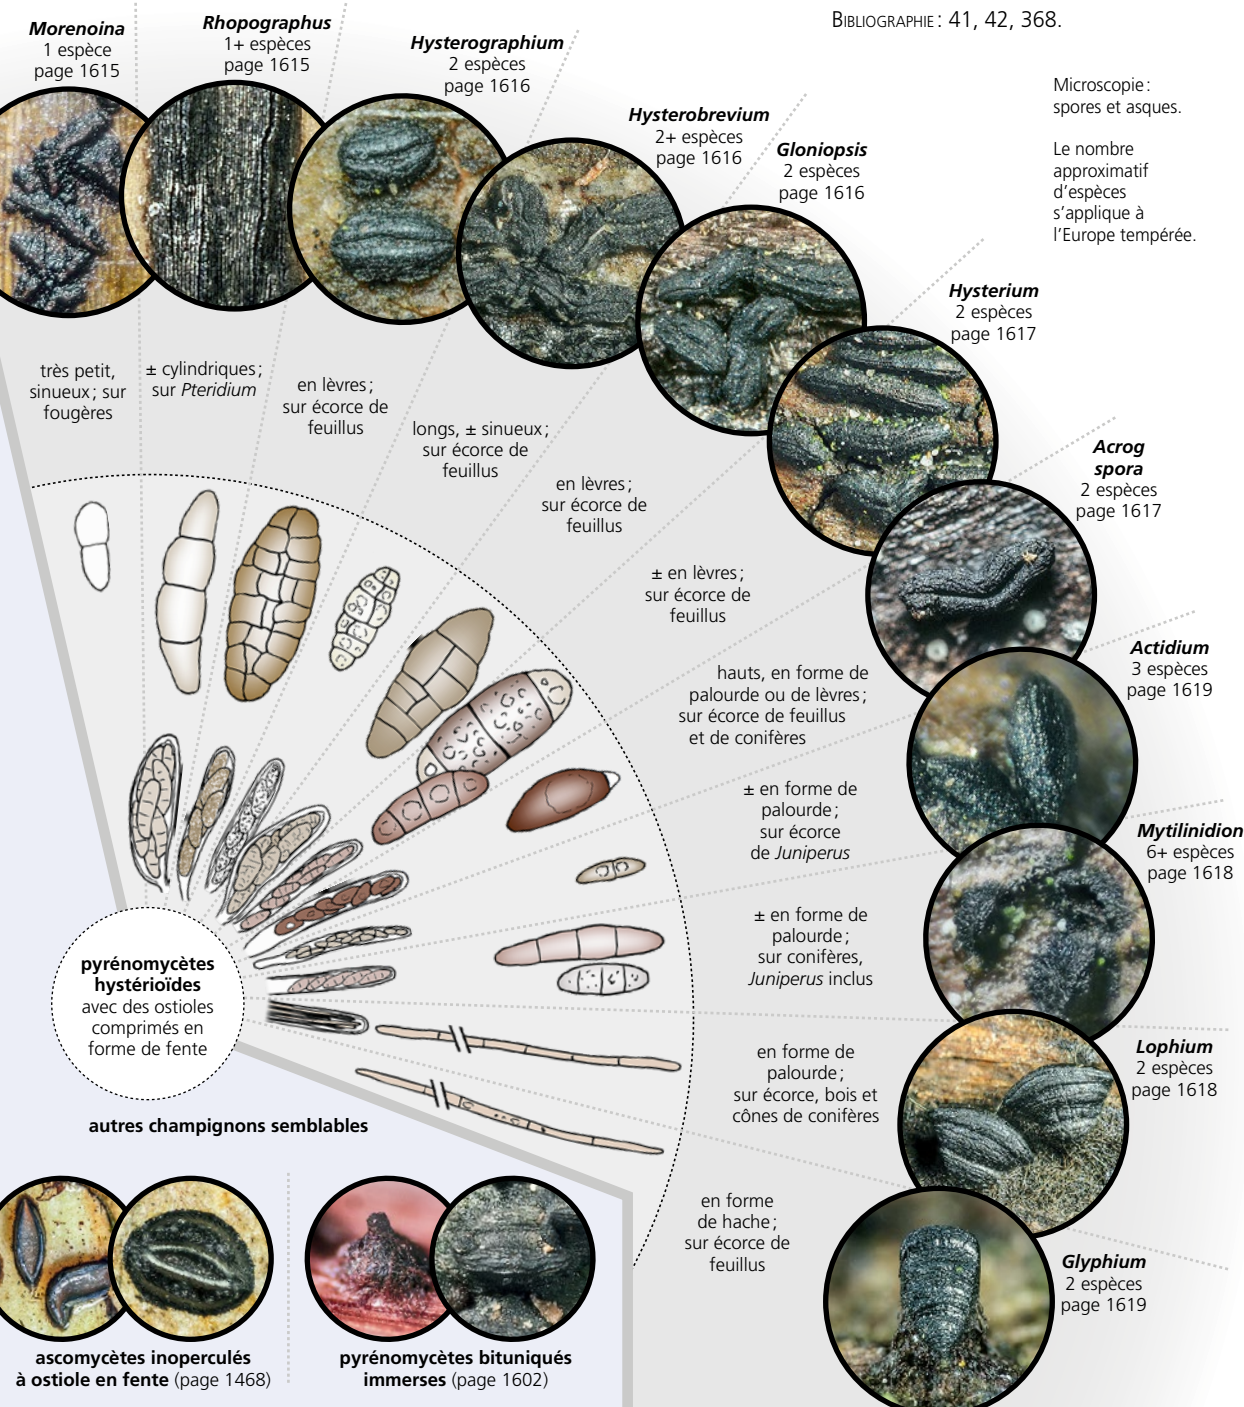 BIBLIOGRAPHIE : 41, 42, 368.
Microscopie :
spores et asques.
Le nombre
approximatif
d’espèces
s’applique à
l’Europe tempérée.
Morenoina
1 espèce
page 1615
Rhopographus
1+ espèces
page 1615
Hysterographium
2 espèces
page 1616
Hysterobrevium
2+ espèces
page 1616
Gloniopsis
2 espèces
page 1616
Hysterium
2 espèces
page 1617
Acrog
spora
2 espèces
page 1617
Actidium
3 espèces
page 1619
Mytilinidion
6+ espèces
page 1618
Lophium
2 espèces
page 1618
Glyphium
2 espèces
page 1619
très petit,
sinueux ; sur
fougères
± cylindriques ;
sur Pteridium
en lèvres ;
sur écorce de
feuillus
longs, ± sinueux ;
sur écorce de
feuillus
en lèvres ;
sur écorce de
feuillus
± en lèvres ;
sur écorce de
feuillus
hauts, en forme de
palourde ou de lèvres ;
sur écorce de feuillus
et de conifères
± en forme de
palourde ;
sur écorce
de Juniperus
± en forme de
palourde ;
sur conifères,
Juniperus inclus
en forme de
palourde ;
sur écorce, bois et
cônes de conifères
en forme
de hache ;
sur écorce de
feuillus
pyrénomycètes
hystérioïdes
avec des ostioles
comprimés en
forme de fente
autres champignons semblables
ascomycètes inoperculés
à ostiole en fente (page 1468)
pyrénomycètes bituniqués
immerses (page 1602)